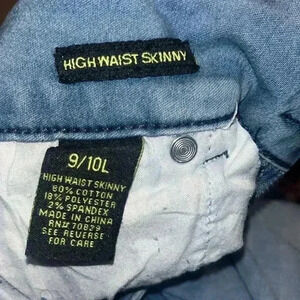 HIGH WAIST SKINNY
9/10L
HIGH WAIST SKINNY
80% COTTON
18% POLYESTER
2% SPANDEX
MADE IN CHINA
RN# 70829
SEE REVERSE
FOR CARE